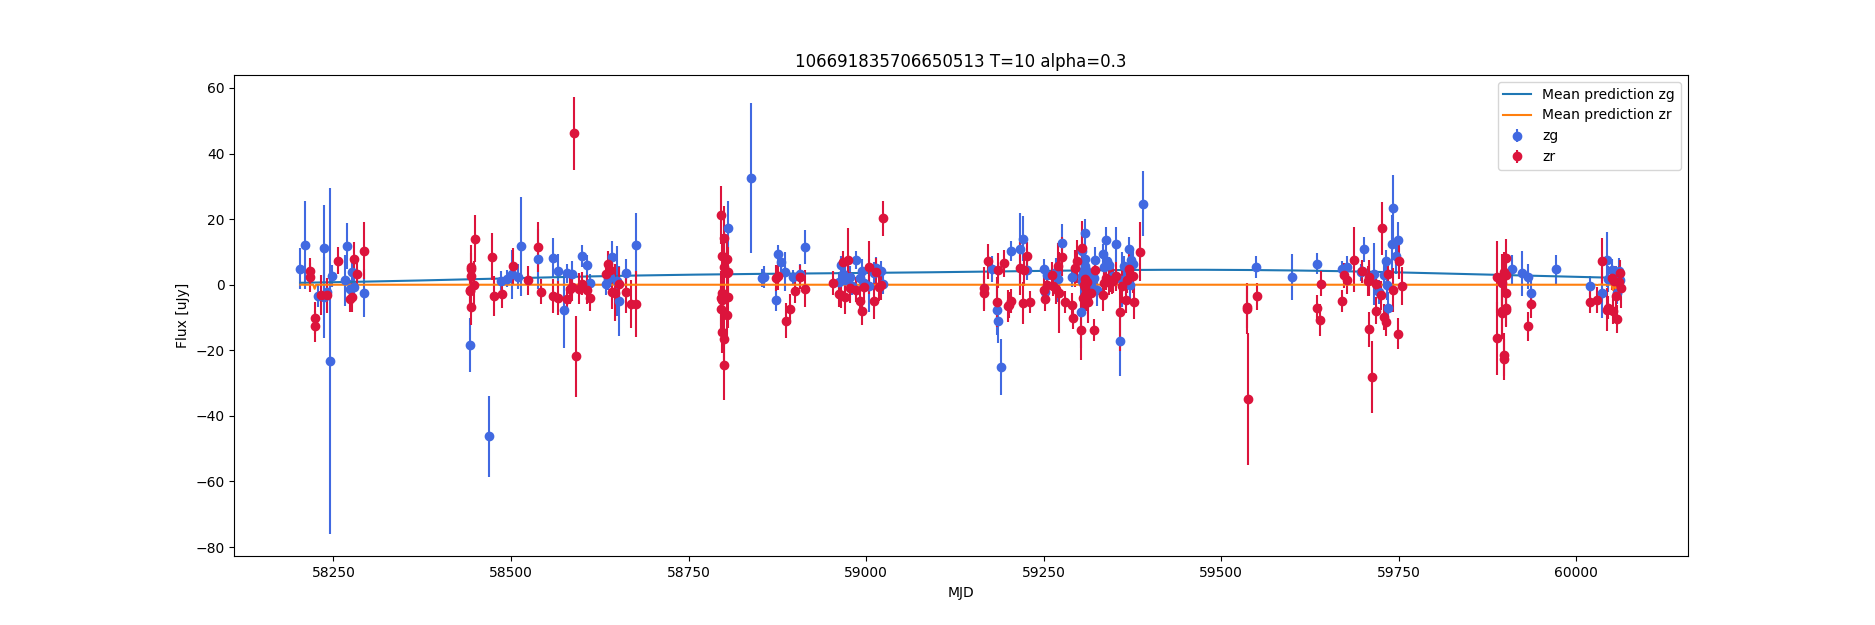 106691835706650513 T=10 alpha=0.3
Mean prediction zg
Mean prediction zr
zg
zr
60
40
20
0
−20
−40
−60
−80
Flux [uJy]
58250 58500 58750 59000 59250 59500 59750 60000
MJD